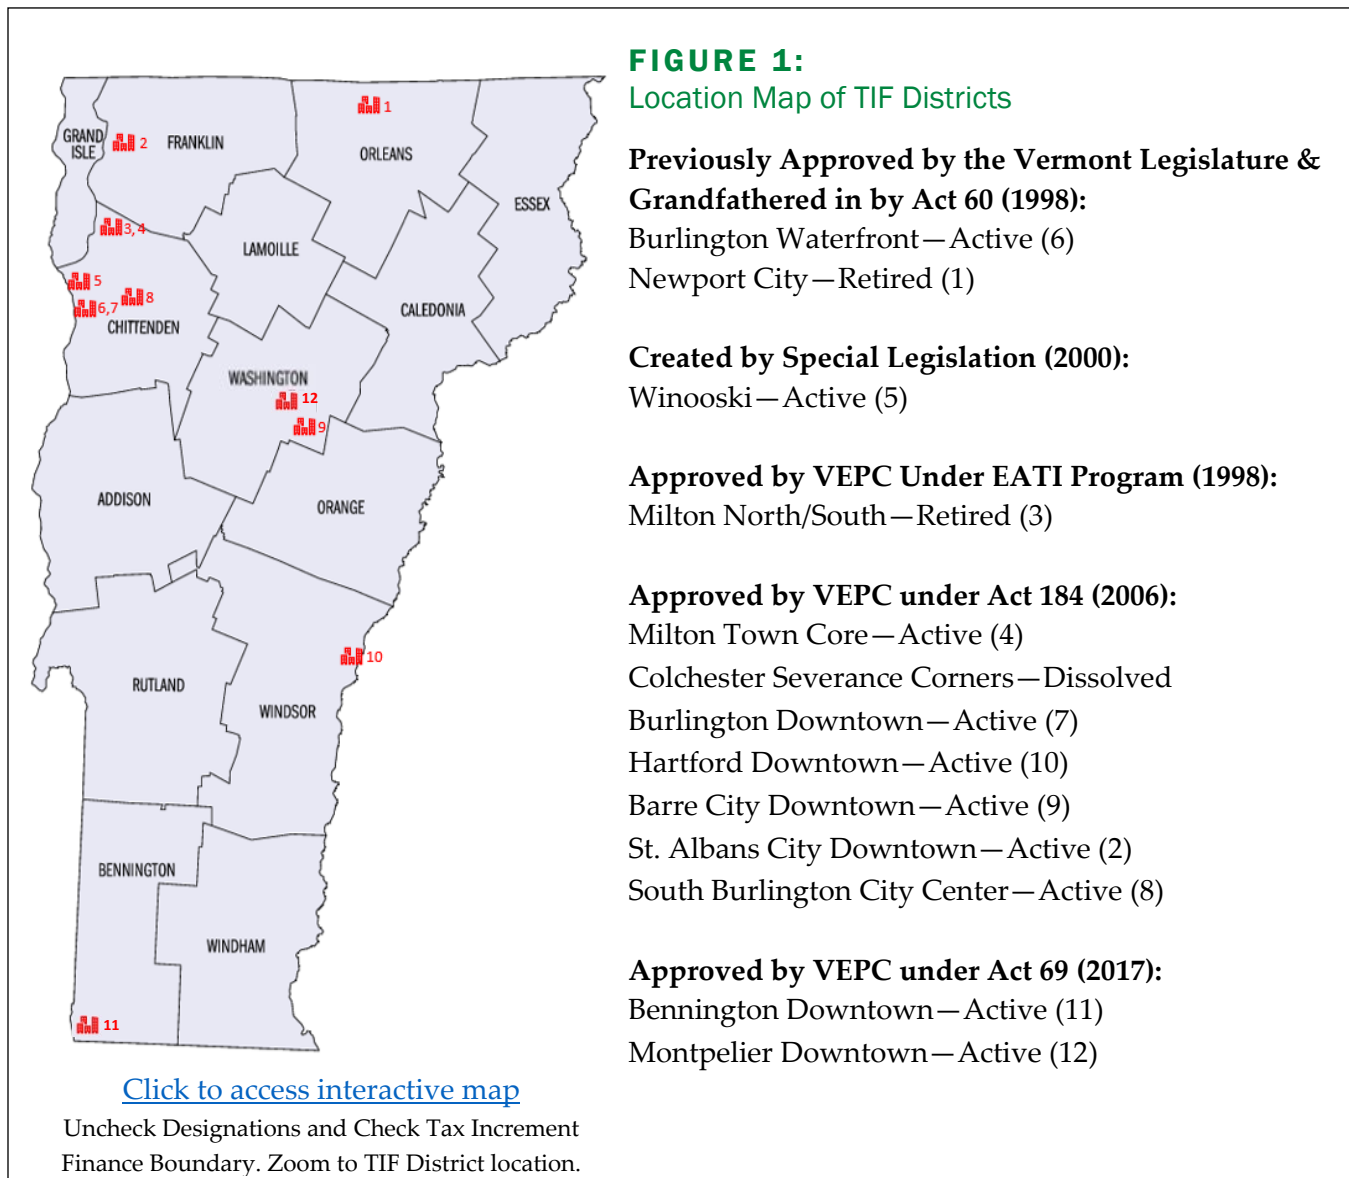 FIGURE 1:
Location Map of TIF Districts
Previously Approved by the Vermont Legislature &
Grandfathered in by Act 60 (1998):
Burlington Waterfront—Active (6)
Newport City—Retired (1)
Created by Special Legislation (2000):
Winooski—Active (5)
Approved by VEPC Under EATI Program (1998):
Milton North/South—Retired (3)
Approved by VEPC under Act 184 (2006):
Milton Town Core—Active (4)
Colchester Severance Corners—Dissolved
Burlington Downtown—Active (7)
Hartford Downtown—Active (10)
Barre City Downtown—Active (9)
St. Albans City Downtown—Active (2)
South Burlington City Center—Active (8)
Approved by VEPC under Act 69 (2017):
Bennington Downtown—Active (11)
Montpelier Downtown—Active (12)
1
GRAND
ISLE
2
FRANKLIN
ORLEANS
ESSEX
3, 4
LAMOILLE
5
8
6,7
CHITTENDEN
CALEDONIA
WASHINGTON
12
9
ADDISON
ORANGE
10
RUTLAND
WINDSOR
BENNINGTON
WINDHAM
11
Click to access interactive map
Uncheck Designations and Check Tax Increment
Finance Boundary. Zoom to TIF District location.